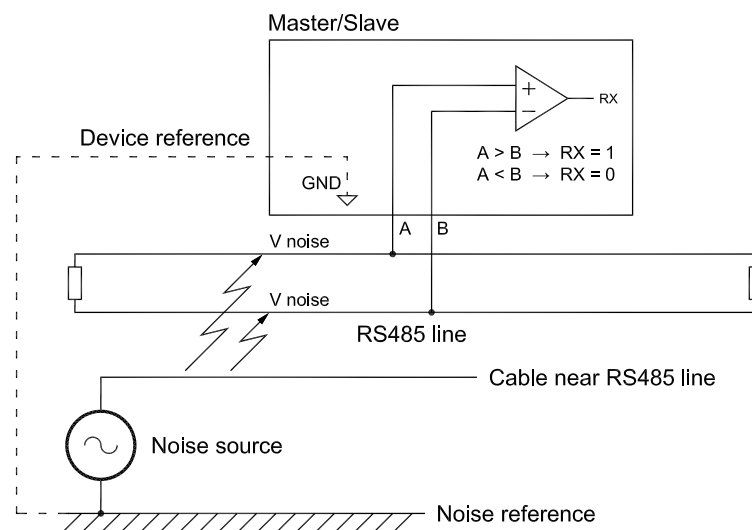 Master/Slave
+
−
RX
Device reference
A > B → RX = 1
A < B → RX = 0
GND
A
B
V noise
V noise
RS485 line
Cable near RS485 line
Noise source
Noise reference